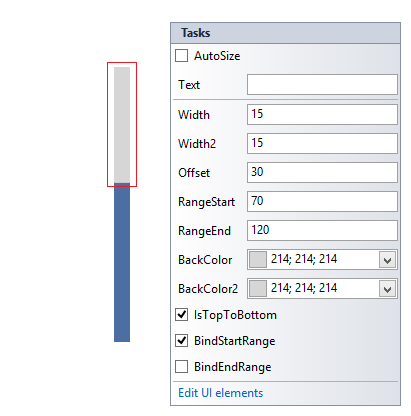 Tasks
AutoSize
Text
Width 15
Width2 15
Offset 30
RangeStart 70
RangeEnd 120
BackColor 214; 214; 214
BackColor2 214; 214; 214
IsTopToBottom
BindStartRange
BindEndRange
Edit UI elements